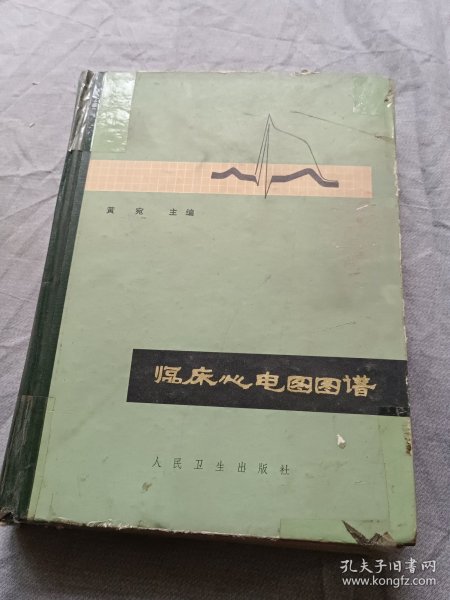 黄宛 主编
临床心电图图谱
人民卫生出版社
孔夫子旧书网
www.kongfz.com